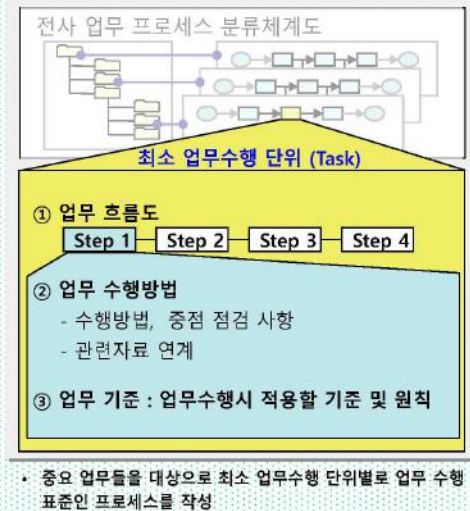 전사 업무 프로세스 분류체계도
최소 업무수행 단위 (Task)
① 업무 흐름도
Step 1 Step 2 Step 3 Step 4
② 업무 수행방법
- 수행방법, 중점 점검 사항
- 관련자료 연계
③ 업무 기준 : 업무수행시 적용할 기준 및 원칙
• 중요 업무들을 대상으로 최소 업무수행 단위별로 업무 수행
표준인 프로세스를 작성